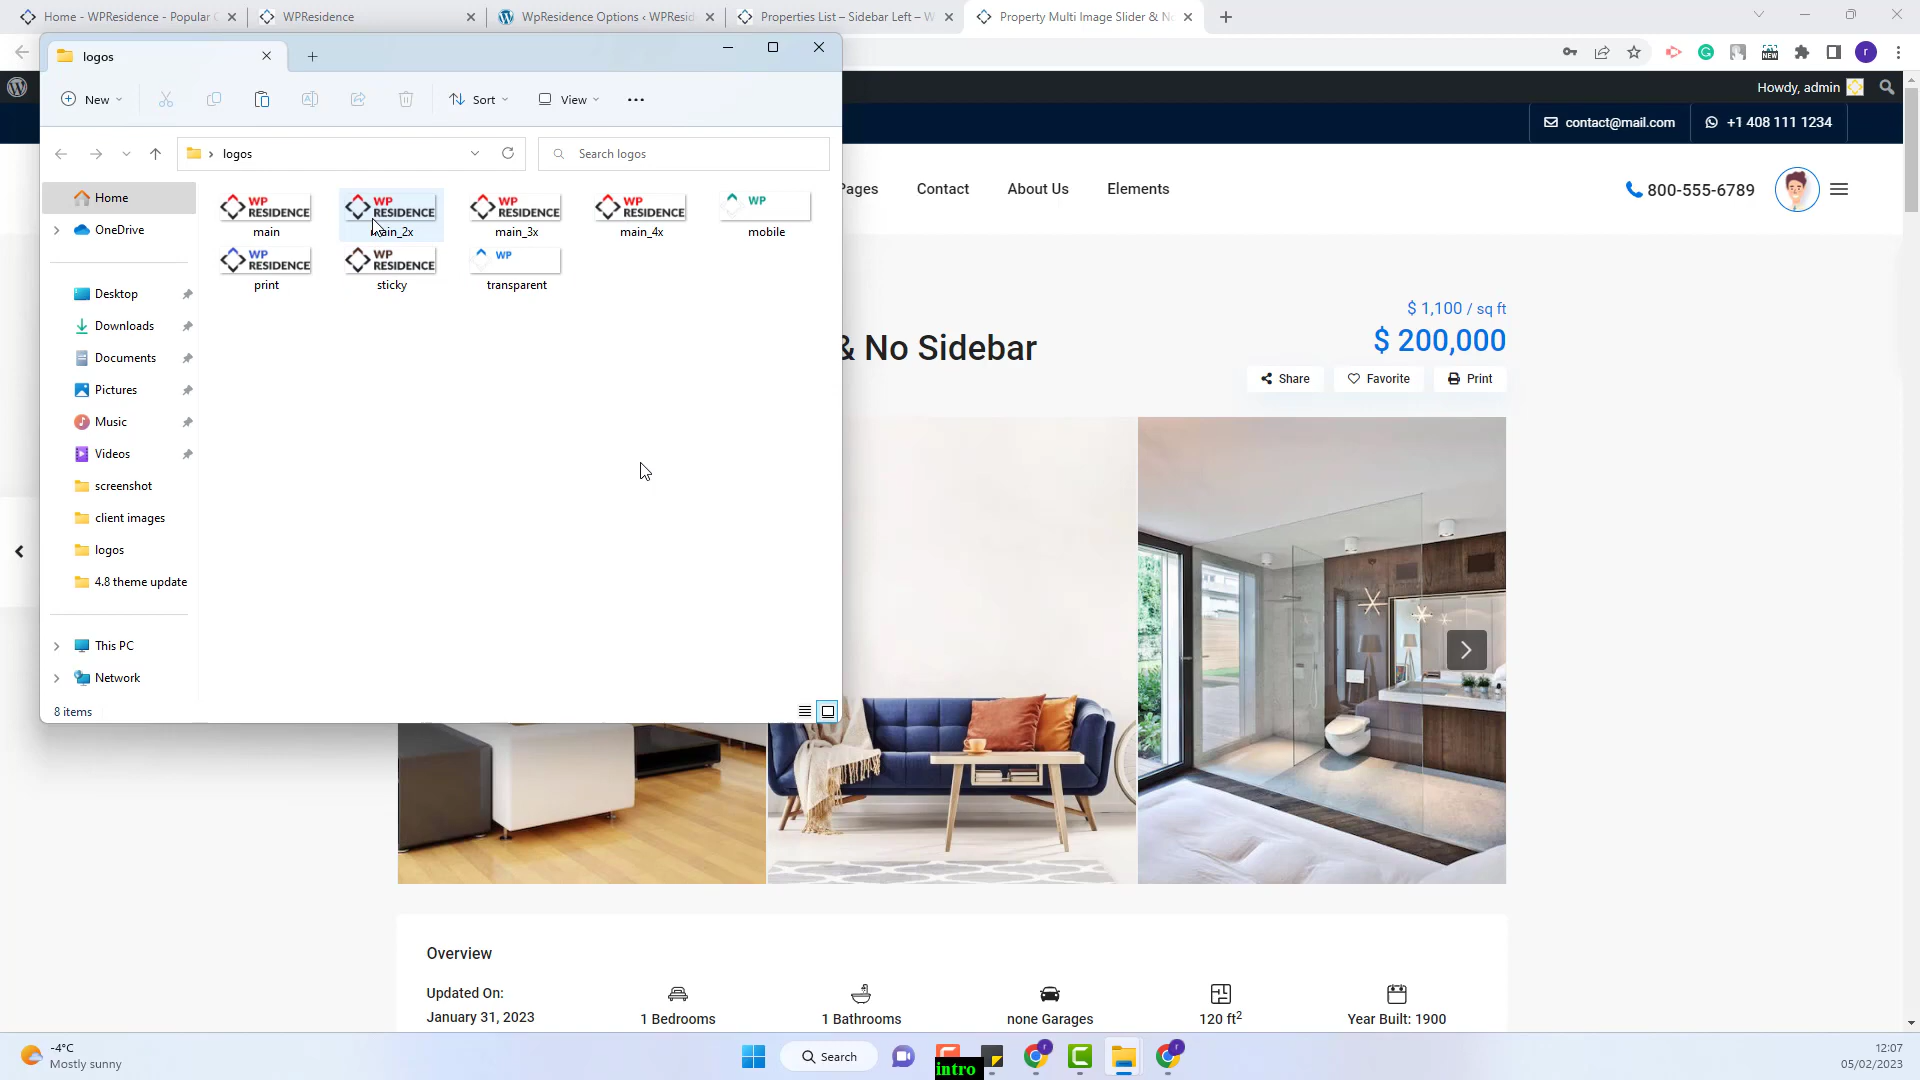 Home - WPResidence - Popular
WPResidence
WpResidence Options ‹ WPResid
Properties List – Sidebar Left – W
Property Multi Image Slider & N
logos
New
Sort
View
logos
Search logos
Home
OneDrive
Desktop
Downloads
Documents
Pictures
Music
Videos
screenshot
client images
logos
4.8 theme update
This PC
Network
WP
RESIDENCE
main
WP
RESIDENCE
main_2x
WP
RESIDENCE
main_3x
WP
RESIDENCE
main_4x
WP
mobile
WP
RESIDENCE
print
WP
RESIDENCE
sticky
WP
transparent
8 items
NEW
r
Howdy, admin
contact@mail.com
+1 408 111 1234
Pages
Contact
About Us
Elements
800-555-6789
& No Sidebar
$ 1,100 / sq ft
$ 200,000
Share
Favorite
Print
Overview
Updated On:
January 31, 2023
1 Bedrooms
1 Bathrooms
none Garages
120 ft²
Year Built: 1900
-4°C
Mostly sunny
Search
intro
r
r
12:07
05/02/2023